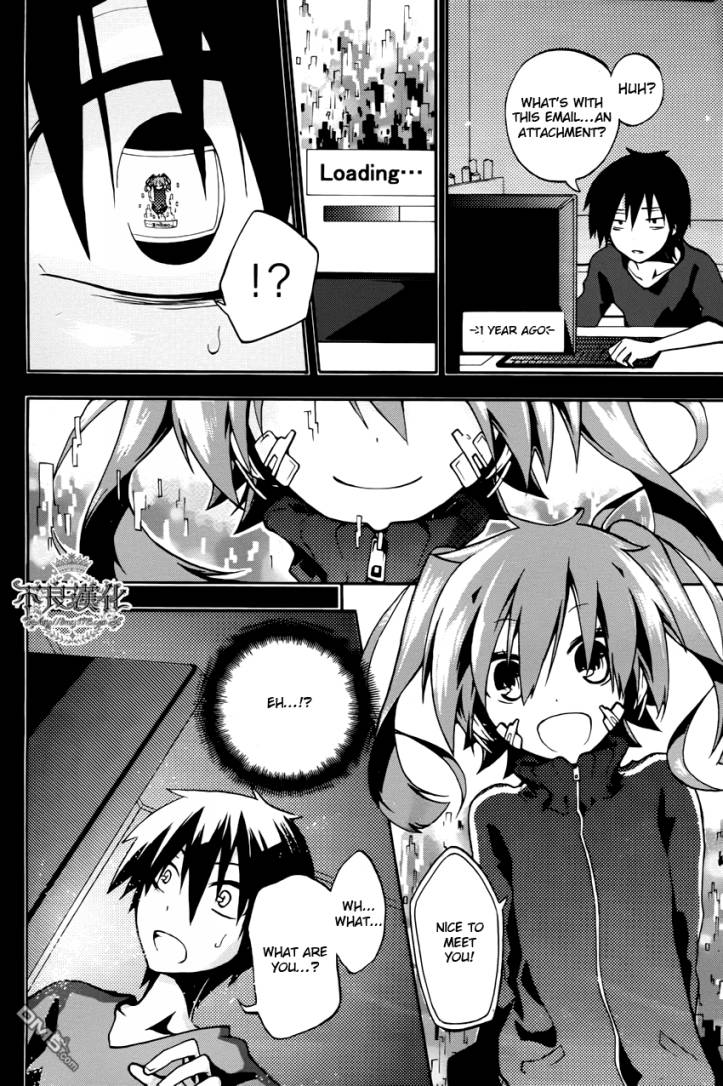 HUH?
WHAT'S WITH
THIS EMAIL...AN
ATTACHMENT?
1 YEAR AGO
Loading…
!?
NICE TO
MEET
YOU!
EH...!?
WH...
WHAT...
WHAT ARE
YOU...?
不良漢化
DM5.com